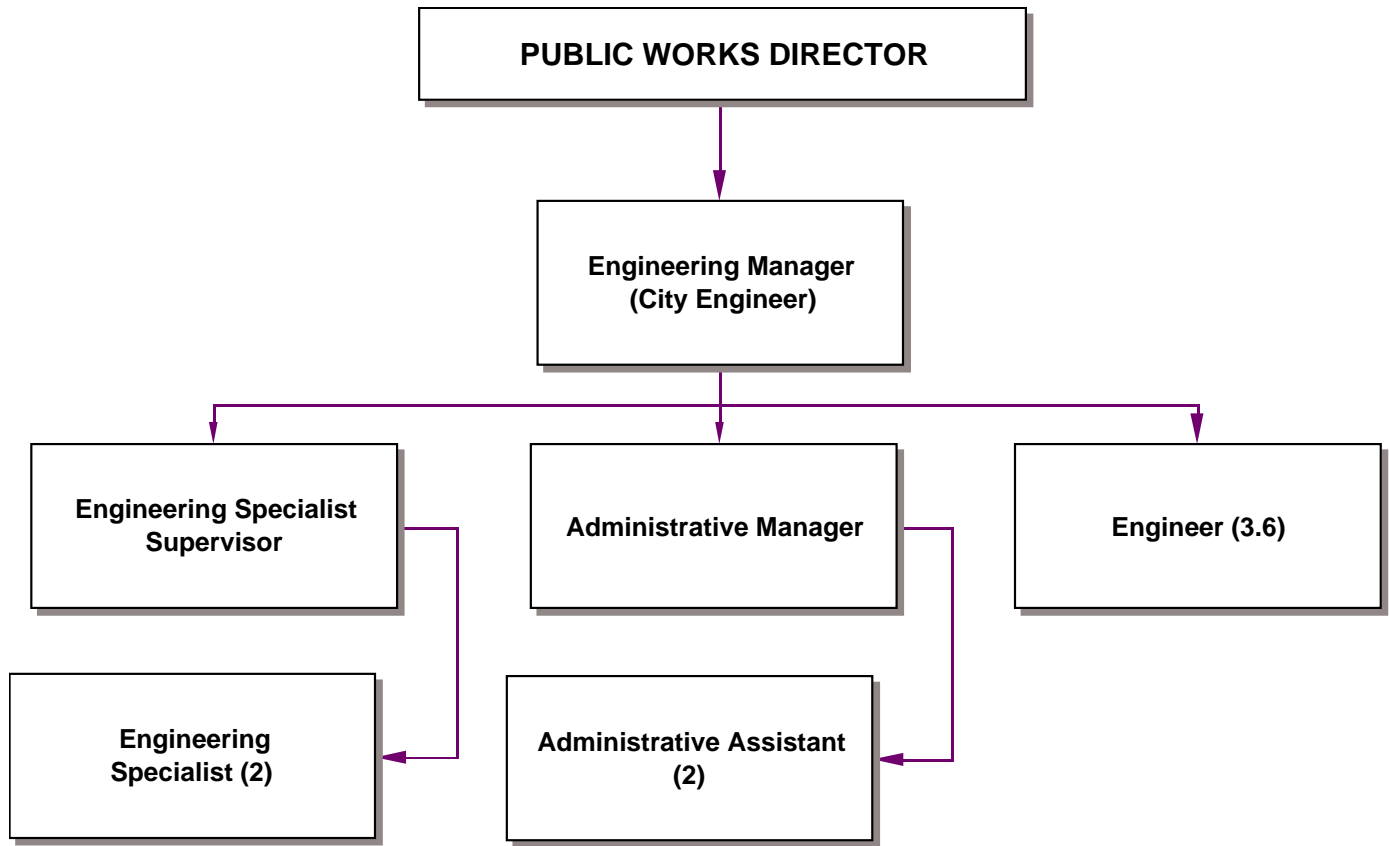 PUBLIC WORKS DIRECTOR
Engineering Manager
(City Engineer)
Engineering Specialist
Supervisor
Administrative Manager
Engineer (3.6)
Engineering
Specialist (2)
Administrative Assistant
(2)